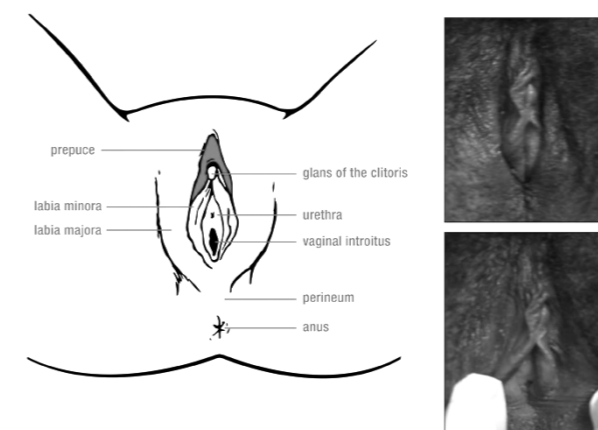 prepuce
glans of the clitoris
labia minora
urethra
labia majora
vaginal introitus
perineum
anus